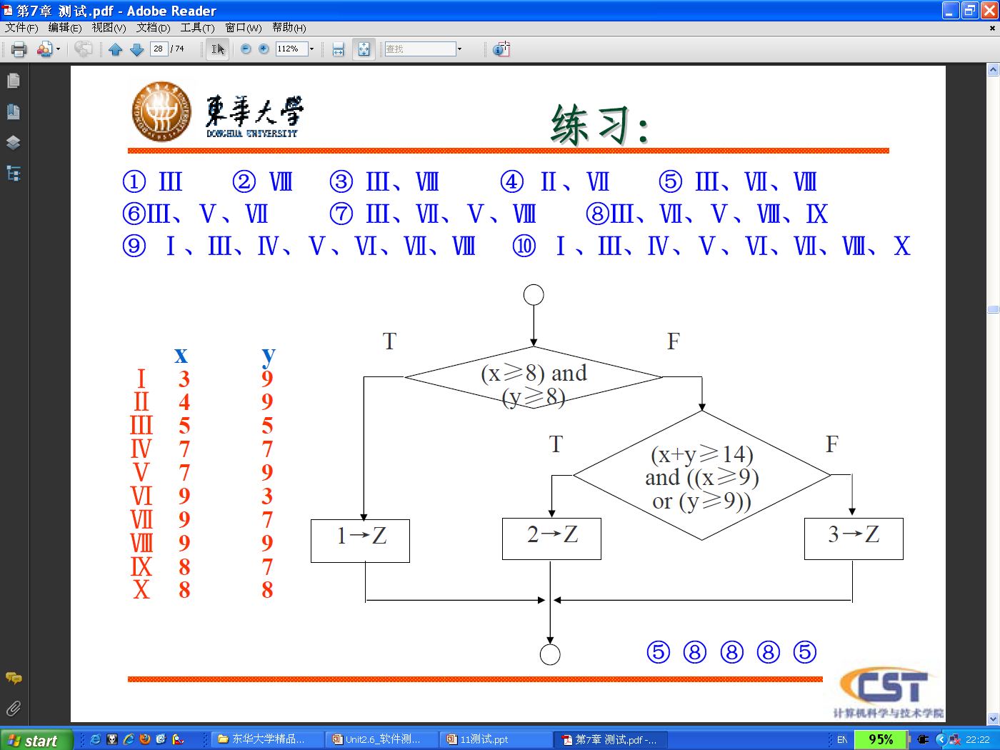 第7章 测试.pdf - Adobe Reader
文件(F) 编辑(E) 视图(V) 文档(D) 工具(T) 窗口(W) 帮助(H)
28 / 74 112% 查找
東華大學
DONGHUA UNIVERSITY
练习:
① Ⅲ ② Ⅷ ③ Ⅲ、Ⅷ ④ Ⅱ、Ⅶ ⑤ Ⅲ、Ⅶ、Ⅷ
⑥Ⅲ、Ⅴ、Ⅶ ⑦ Ⅲ、Ⅶ、Ⅴ、Ⅷ ⑧Ⅲ、Ⅶ、Ⅴ、Ⅷ、Ⅸ
⑨ Ⅰ、Ⅲ、Ⅳ、Ⅴ、Ⅵ、Ⅶ、Ⅷ ⑩ Ⅰ、Ⅲ、Ⅳ、Ⅴ、Ⅵ、Ⅶ、Ⅷ、Ⅹ
x y
Ⅰ 3 9
Ⅱ 4 9
Ⅲ 5 5
Ⅳ 7 7
Ⅴ 7 9
Ⅵ 9 3
Ⅶ 9 7
Ⅷ 9 9
Ⅸ 8 7
Ⅹ 8 8
T F
(x≥8) and
(y≥8)
T F
(x+y≥14)
and ((x≥9)
or (y≥9))
1→Z 2→Z 3→Z
⑤ ⑧ ⑧ ⑧ ⑤
CST
计算机科学与技术学院
start 东华大学精品... Unit2.6_软件测... 11测试.ppt 第7章 测试.pdf -... EN 95% 22:22